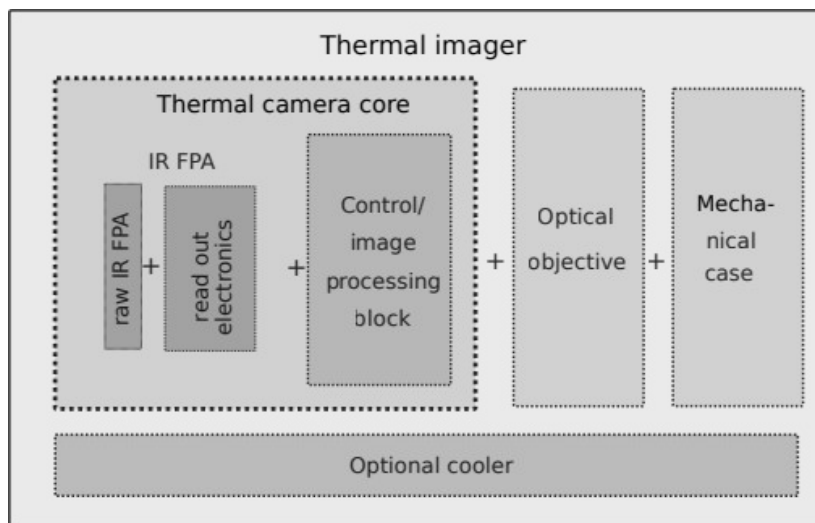 Thermal imager
Thermal camera core
IR FPA
raw IR FPA
+
read out
electronics
+
Control/
image
processing
block
+
Optical
objective
+
Mecha-
nical
case
Optional cooler